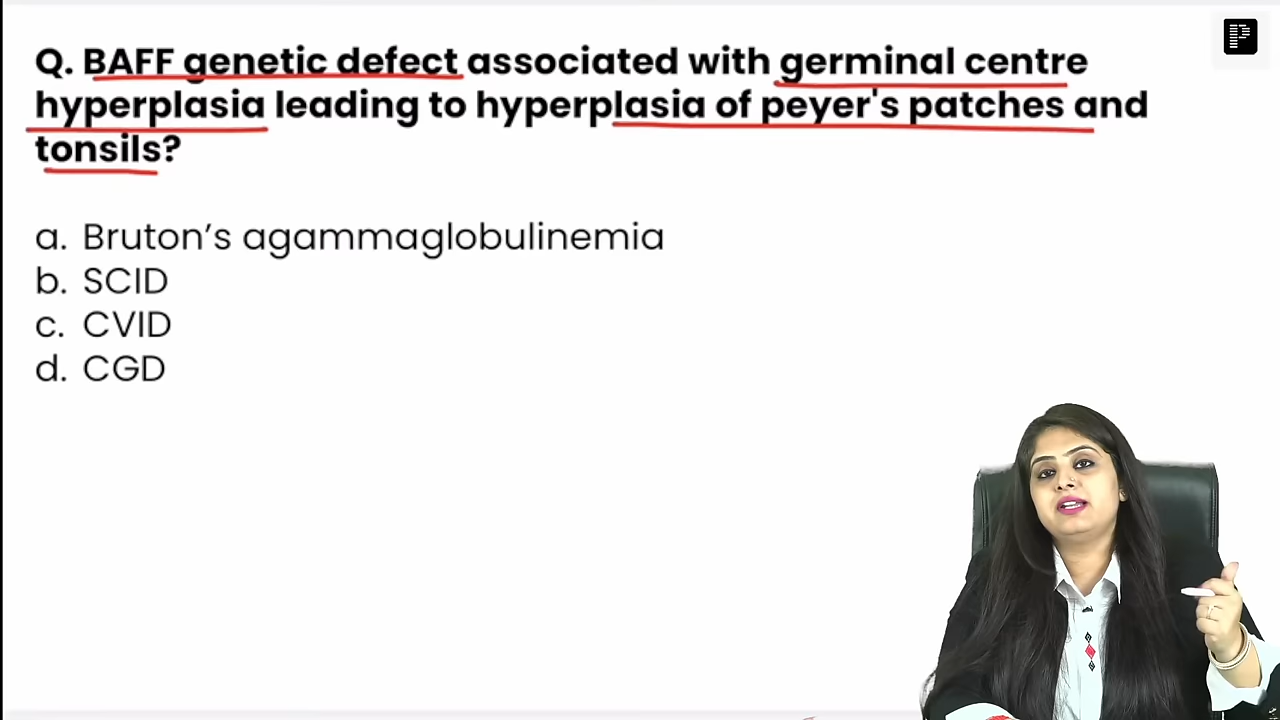 Q. BAFF genetic defect associated with germinal centre
hyperplasia leading to hyperplasia of peyer's patches and
tonsils?
a. Bruton’s agammaglobulinemia
b. SCID
c. CVID
d. CGD